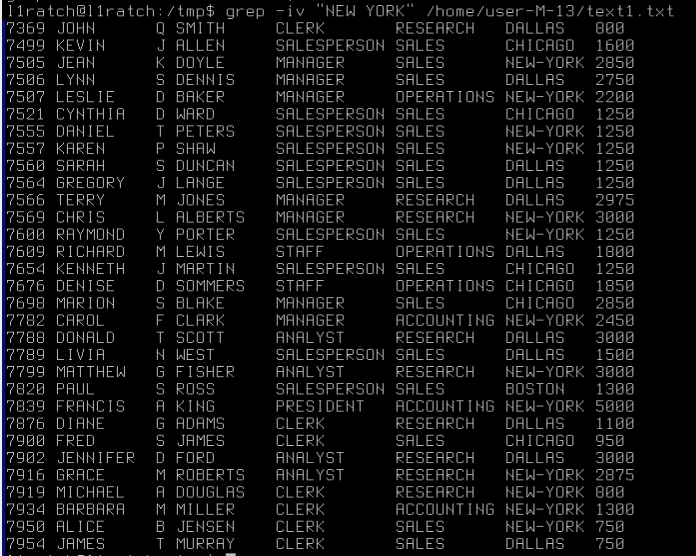 l1ratch@l1ratch:/tmp$ grep -iv "NEW YORK" /home/user-M-13/text1.txt
7369 JOHN Q SMITH CLERK RESEARCH DALLAS 800
7499 KEVIN J ALLEN SALESPERSON SALES CHICAGO 1600
7505 JEAN K DOYLE MANAGER SALES NEW-YORK 2850
7506 LYNN S DENNIS MANAGER SALES DALLAS 2750
7507 LESLIE D BAKER MANAGER OPERATIONS NEW-YORK 2200
7521 CYNTHIA D WARD SALESPERSON SALES CHICAGO 1250
7555 DANIEL T PETERS SALESPERSON SALES NEW-YORK 1250
7557 KAREN P SHAW SALESPERSON SALES NEW-YORK 1250
7560 SARAH S DUNCAN SALESPERSON SALES DALLAS 1250
7564 GREGORY J LANGE SALESPERSON SALES DALLAS 1250
7566 TERRY M JONES MANAGER RESEARCH DALLAS 2975
7569 CHRIS L ALBERTS MANAGER RESEARCH NEW-YORK 3000
7600 RAYMOND Y PORTER SALESPERSON SALES NEW-YORK 1250
7609 RICHARD M LEWIS STAFF OPERATIONS DALLAS 1800
7654 KENNETH J MARTIN SALESPERSON SALES CHICAGO 1250
7676 DENISE D SOMMERS STAFF OPERATIONS CHICAGO 1850
7698 MARION S BLAKE MANAGER SALES CHICAGO 2850
7782 CAROL F CLARK MANAGER ACCOUNTING NEW-YORK 2450
7788 DONALD T SCOTT ANALYST RESEARCH DALLAS 3000
7789 LIVIA N WEST SALESPERSON SALES DALLAS 1500
7799 MATTHEW G FISHER ANALYST RESEARCH NEW-YORK 3000
7820 PAUL S ROSS SALESPERSON SALES BOSTON 1300
7839 FRANCIS A KING PRESIDENT ACCOUNTING NEW-YORK 5000
7876 DIANE G ADAMS CLERK RESEARCH DALLAS 1100
7900 FRED S JAMES CLERK SALES CHICAGO 950
7902 JENNIFER D FORD ANALYST RESEARCH DALLAS 3000
7916 GRACE M ROBERTS ANALYST RESEARCH NEW-YORK 2875
7919 MICHAEL A DOUGLAS CLERK RESEARCH NEW-YORK 800
7934 BARBARA M MILLER CLERK ACCOUNTING NEW-YORK 1300
7950 ALICE B JENSEN CLERK SALES NEW-YORK 750
7954 JAMES T MURRAY CLERK SALES NEW-YORK 750